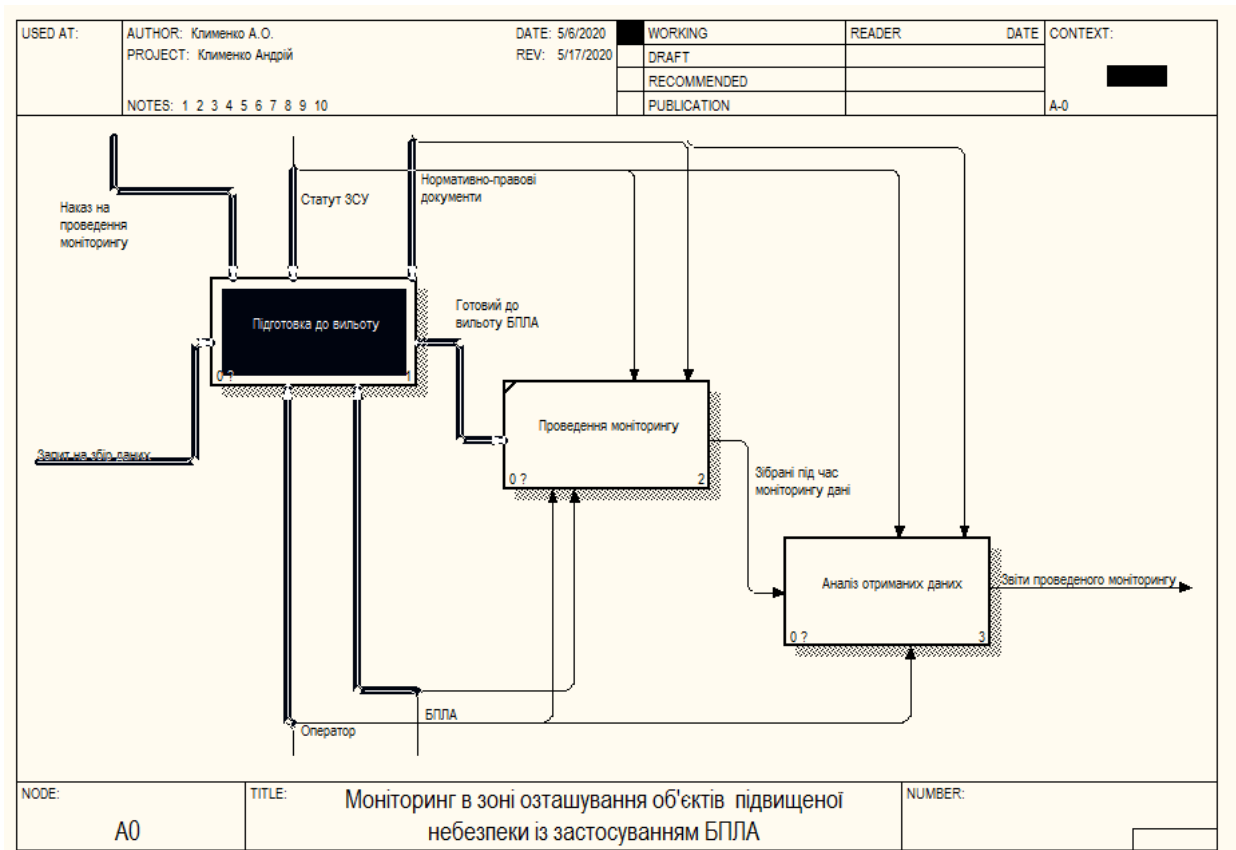 USED AT:
AUTHOR: Клименко А.О.
DATE: 5/6/2020
PROJECT: Клименко Андрій
REV: 5/17/2020
NOTES: 1 2 3 4 5 6 7 8 9 10
WORKING
DRAFT
RECOMMENDED
PUBLICATION
READER
DATE
CONTEXT:
A-0
Наказ на
проведення
моніторингу
Статут ЗСУ
Нормативно-правові
документи
Підготовка до вильоту
0 ?
1
Готовий до
вильоту БПЛА
Запит на збір даних
Проведення моніторингу
0 ?
2
Зібрані під час
моніторингу дані
Аналіз отриманих даних
0 ?
3
Звіти проведеного моніторингу
БПЛА
Оператор
NODE:
A0
TITLE:
Моніторинг в зоні озташування об'єктів підвищеної
небезпеки із застосуванням БПЛА
NUMBER: